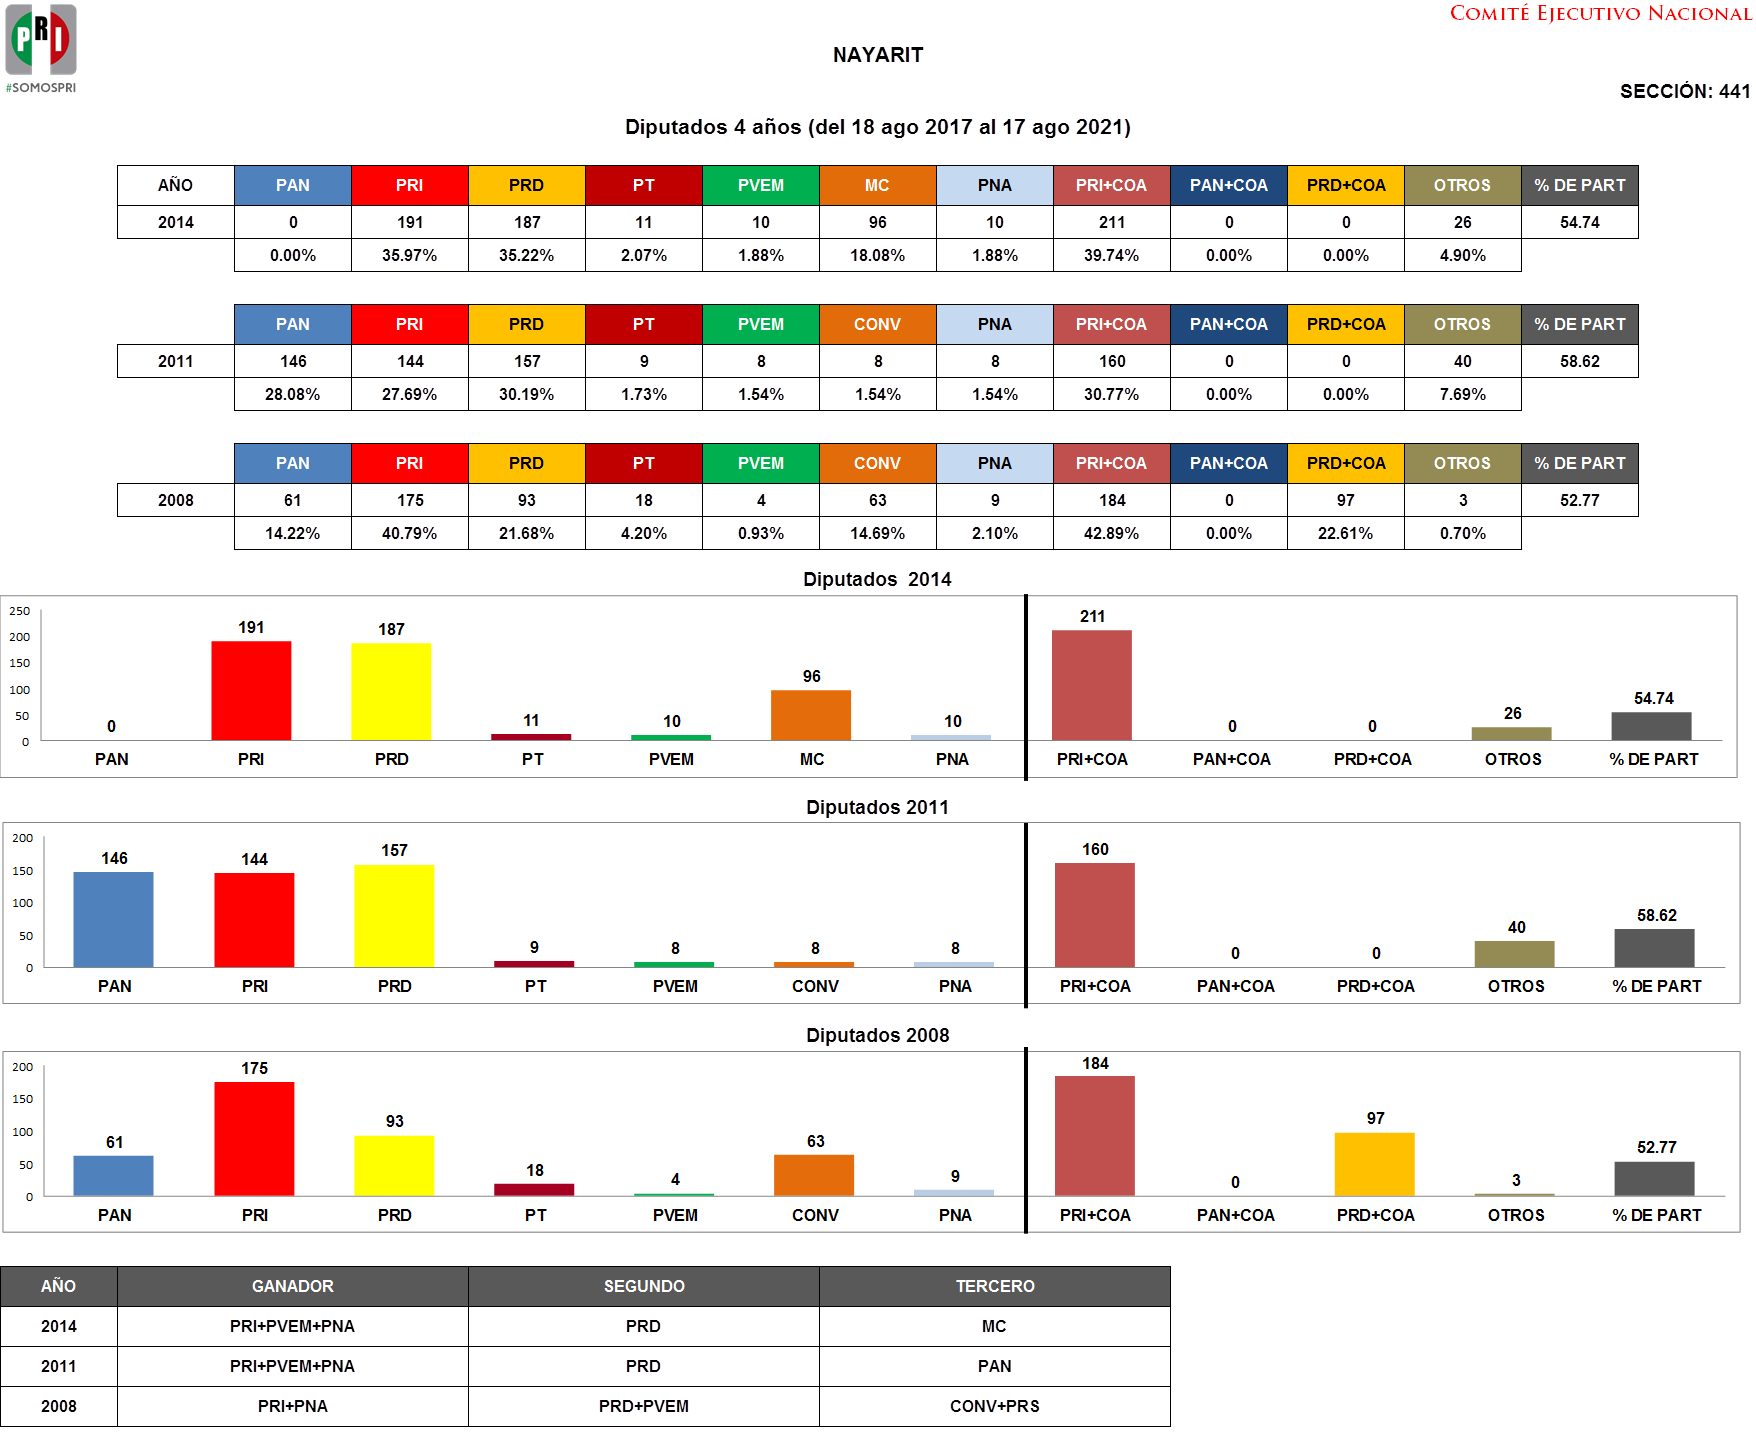 COMITÉ EJECUTIVO NACIONAL
PRI
#SOMOSPRI
NAYARIT
SECCIÓN: 441
Diputados 4 años (del 18 ago 2017 al 17 ago 2021)
AÑO PAN PRI PRD PT PVEM MC PNA PRI+COA PAN+COA PRD+COA OTROS % DE PART
2014 0 191 187 11 10 96 10 211 0 0 26 54.74
0.00% 35.97% 35.22% 2.07% 1.88% 18.08% 1.88% 39.74% 0.00% 0.00% 4.90%
PAN PRI PRD PT PVEM CONV PNA PRI+COA PAN+COA PRD+COA OTROS % DE PART
2011 146 144 157 9 8 8 8 160 0 0 40 58.62
28.08% 27.69% 30.19% 1.73% 1.54% 1.54% 1.54% 30.77% 0.00% 0.00% 7.69%
PAN PRI PRD PT PVEM CONV PNA PRI+COA PAN+COA PRD+COA OTROS % DE PART
2008 61 175 93 18 4 63 9 184 0 97 3 52.77
14.22% 40.79% 21.68% 4.20% 0.93% 14.69% 2.10% 42.89% 0.00% 22.61% 0.70%
Diputados 2014
250
200
150
100
50
0
0 191 187 11 10 96 10 211 0 0 26 54.74
PAN PRI PRD PT PVEM MC PNA PRI+COA PAN+COA PRD+COA OTROS % DE PART
Diputados 2011
200
150
100
50
0
146 144 157 9 8 8 8 160 0 0 40 58.62
PAN PRI PRD PT PVEM CONV PNA PRI+COA PAN+COA PRD+COA OTROS % DE PART
Diputados 2008
200
150
100
50
0
61 175 93 18 4 63 9 184 0 97 3 52.77
PAN PRI PRD PT PVEM CONV PNA PRI+COA PAN+COA PRD+COA OTROS % DE PART
AÑO GANADOR SEGUNDO TERCERO
2014 PRI+PVEM+PNA PRD MC
2011 PRI+PVEM+PNA PRD PAN
2008 PRI+PNA PRD+PVEM CONV+PRS